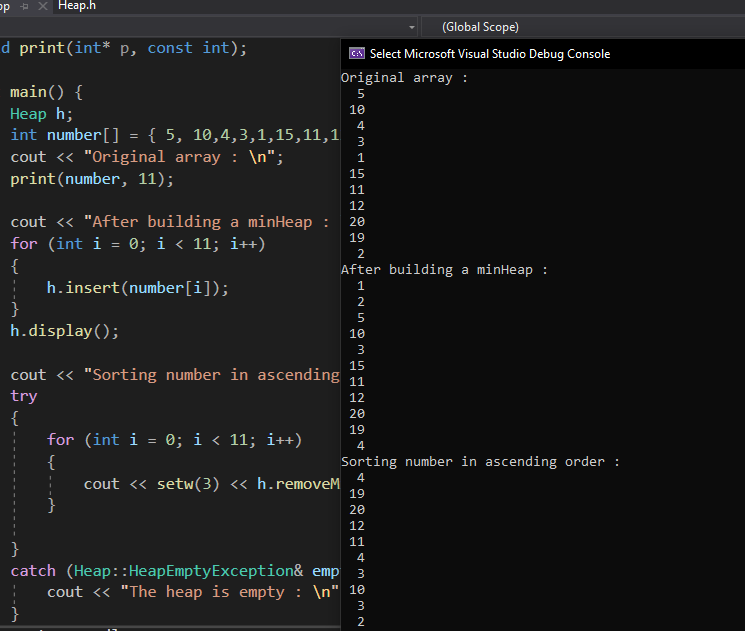 op Heap.h
(Global Scope)
d print(int* p, const int);
main() {
Heap h;
int number[] = { 5, 10,4,3,1,15,11,1
cout << "Original array : \n";
print(number, 11);
cout << "After building a minHeap :
for (int i = 0; i < 11; i++)
{
h.insert(number[i]);
}
h.display();
cout << "Sorting number in ascending
try
{
for (int i = 0; i < 11; i++)
{
cout << setw(3) << h.removeM
}
}
catch (Heap::HeapEmptyException& emp
cout << "The heap is empty : \n"
}
Select Microsoft Visual Studio Debug Console
Original array :
5
10
4
3
1
15
11
12
20
19
2
After building a minHeap :
1
2
5
10
3
15
11
12
20
19
4
Sorting number in ascending order :
4
19
20
12
11
4
3
10
3
2